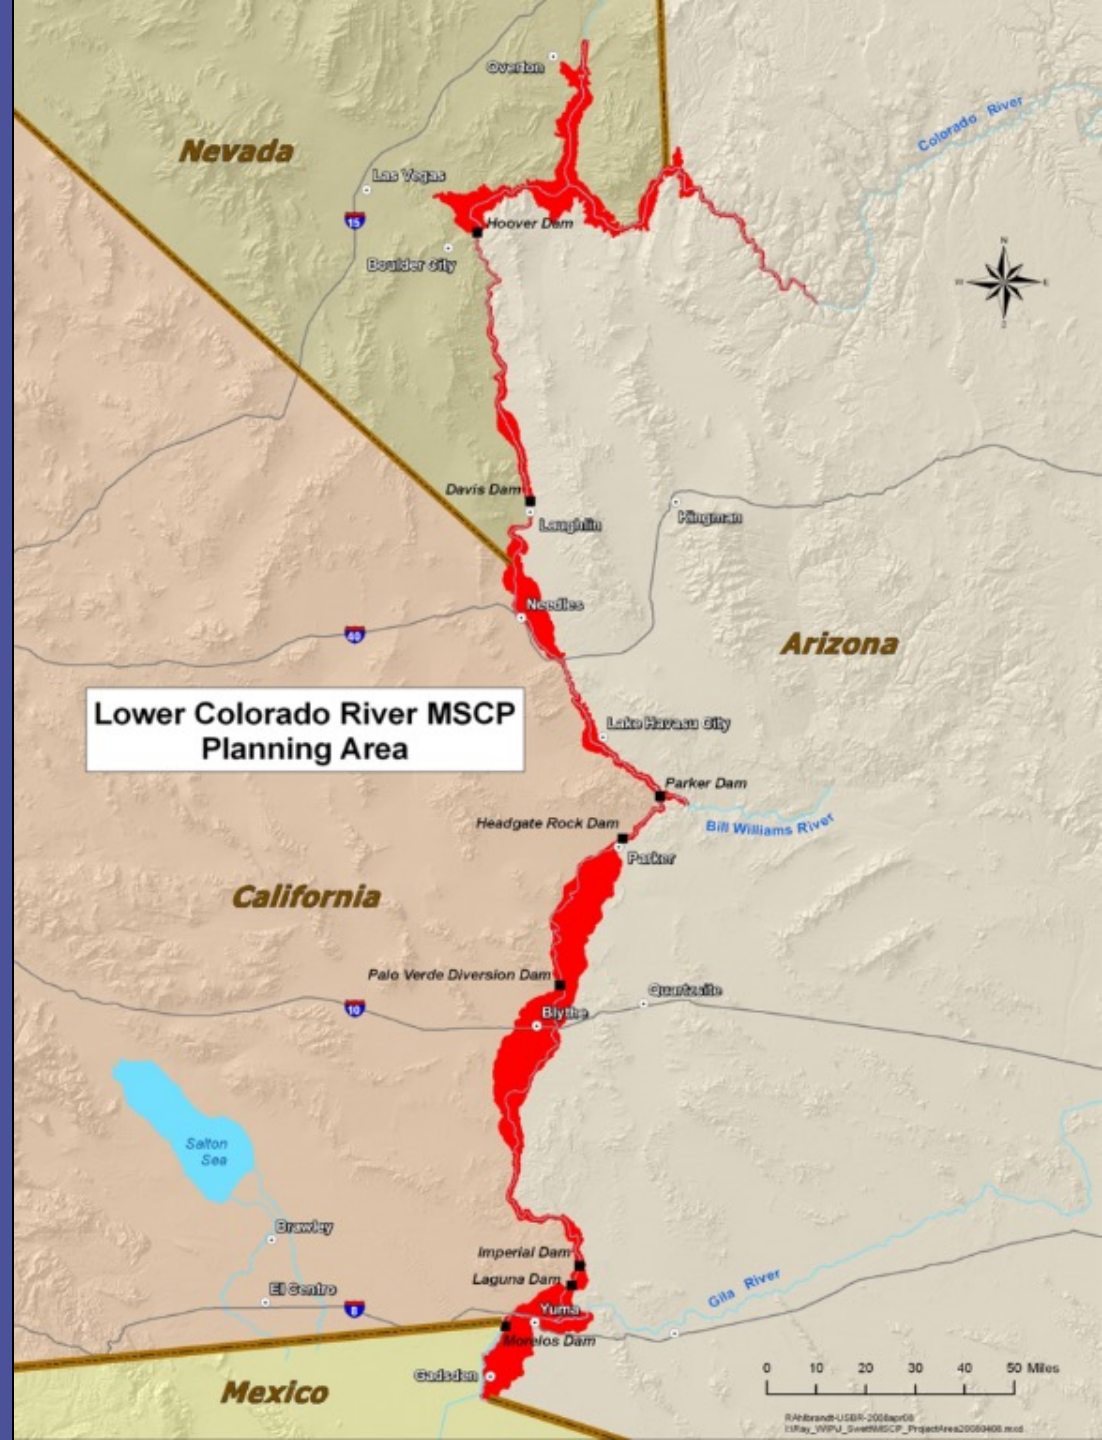 Overton
Colorado River
Nevada
Las Vegas
15
Hoover Dam
Boulder City
N
W
E
S
Davis Dam
Laughlin
Kingman
Needles
40
Arizona
Lower Colorado River MSCP
Planning Area
Lake Havasu City
Parker Dam
Headgate Rock Dam
Bill Williams River
Parker
California
Palo Verde Diversion Dam
Quartzsite
10
Blythe
Salton
Sea
Brawley
Imperial Dam
Laguna Dam
El Centro
Gila River
8
Yuma
Morelos Dam
Gadsden
Mexico
0 10 20 30 40 50 Miles
RAhlbrandt-USBR-2008apr08